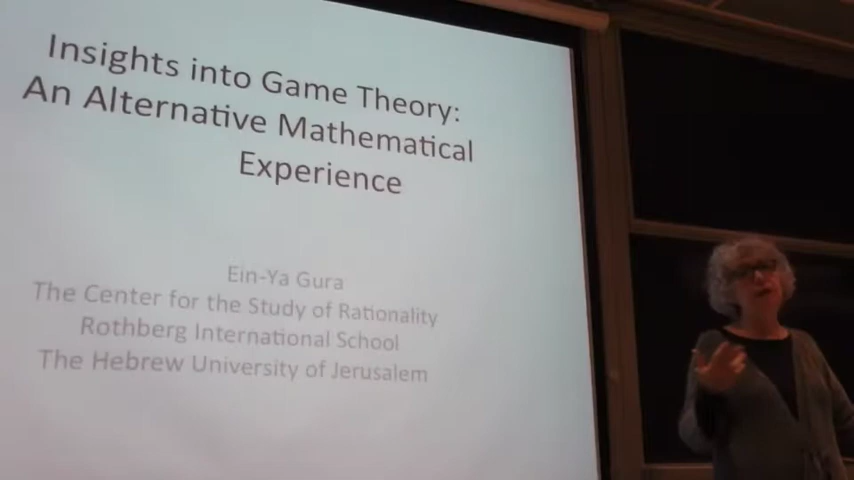 Insights into Game Theory:
An Alternative Mathematical
Experience
Ein-Ya Gura
The Center for the Study of Rationality
Rothberg International School
The Hebrew University of Jerusalem